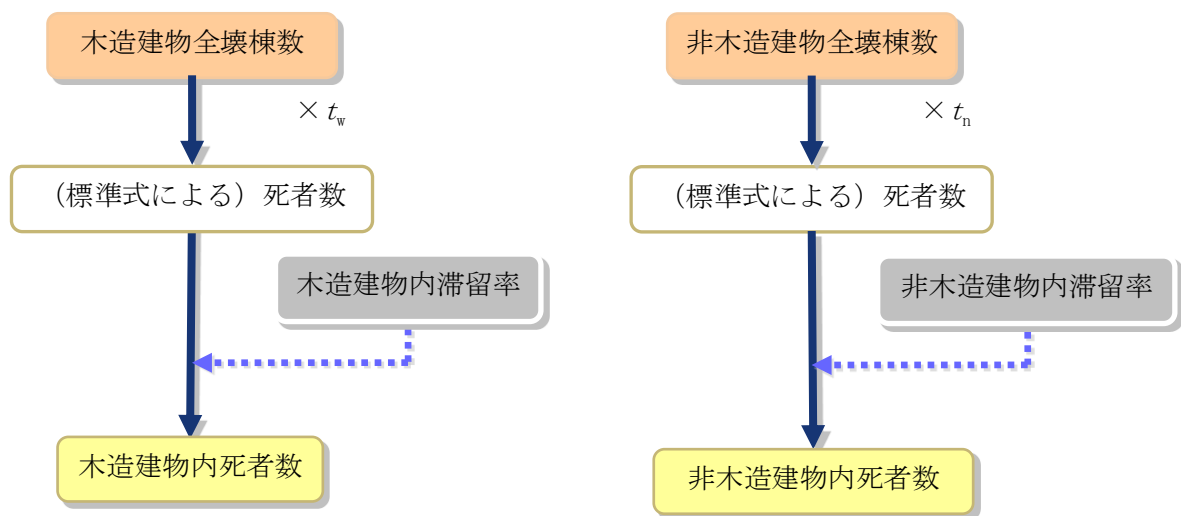 木造建物全壊棟数
× tw
（標準式による）死者数
木造建物内滞留率
木造建物内死者数
非木造建物全壊棟数
× tn
（標準式による）死者数
非木造建物内滞留率
非木造建物内死者数